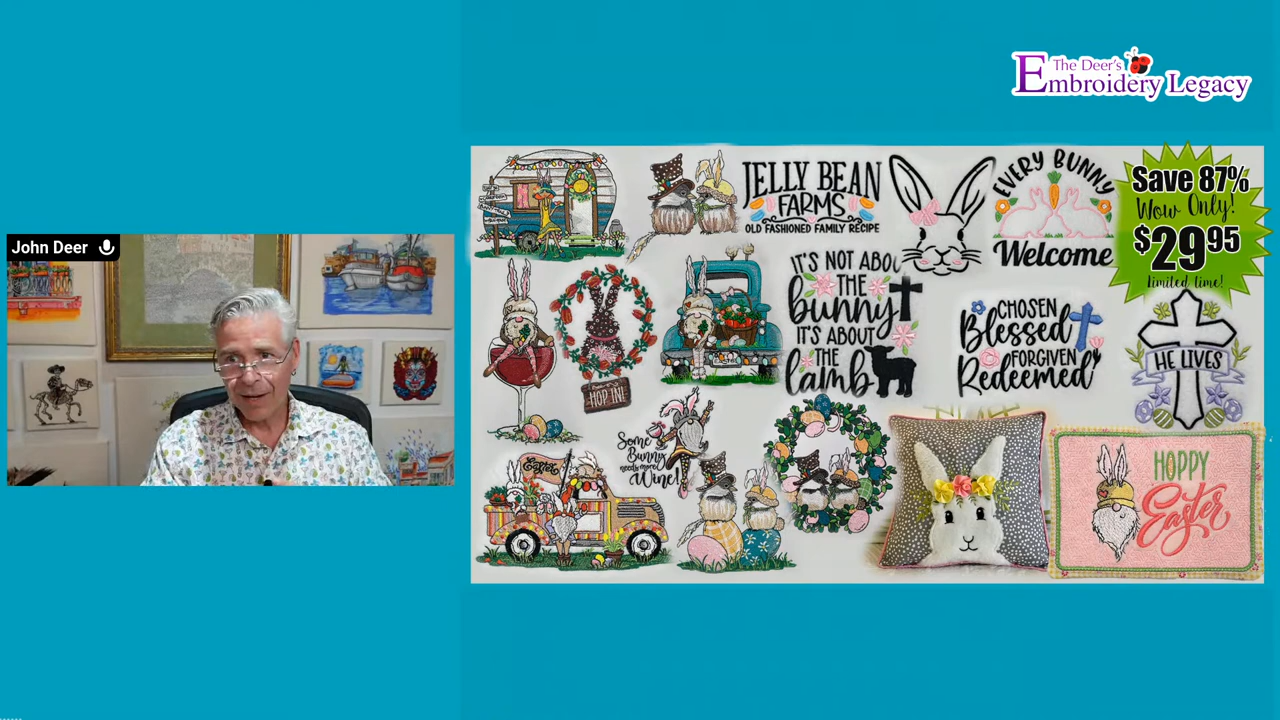 John Deer
The Deer's
Embroidery Legacy
JELLY BEAN
FARMS
OLD FASHIONED FAMILY RECIPE
EVERY BUNNY
Welcome
Save 87%
Wow Only!
$29.95
Limited time!
HOP IN!
IT'S NOT ABOU
THE
bunny
IT'S ABOUT
THE
lamb
CHOSEN
Blessed
FORGIVEN
Redeemed
HE LIVES
Some
Bunny
needs more
Wine!
Easter
HOPPY
Easter